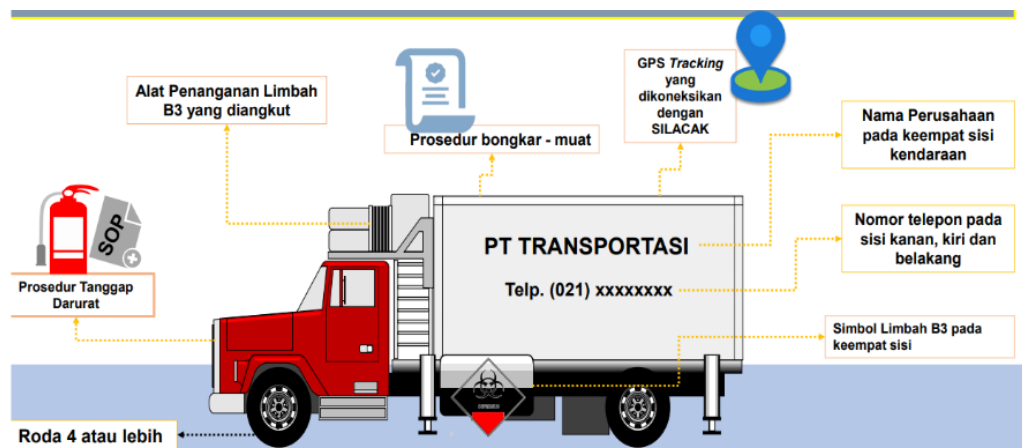 Alat Penanganan Limbah
B3 yang diangkut
Prosedur bongkar - muat
GPS Tracking
yang
dikoneksikan
dengan
SILACAK
Nama Perusahaan
pada keempat sisi
kendaraan
Nomor telepon pada
sisi kanan, kiri dan
belakang
SOP
Prosedur Tanggap
Darurat
PT TRANSPORTASI
Telp. (021) xxxxxxxx
Simbol Limbah B3 pada
keempat sisi
Roda 4 atau lebih